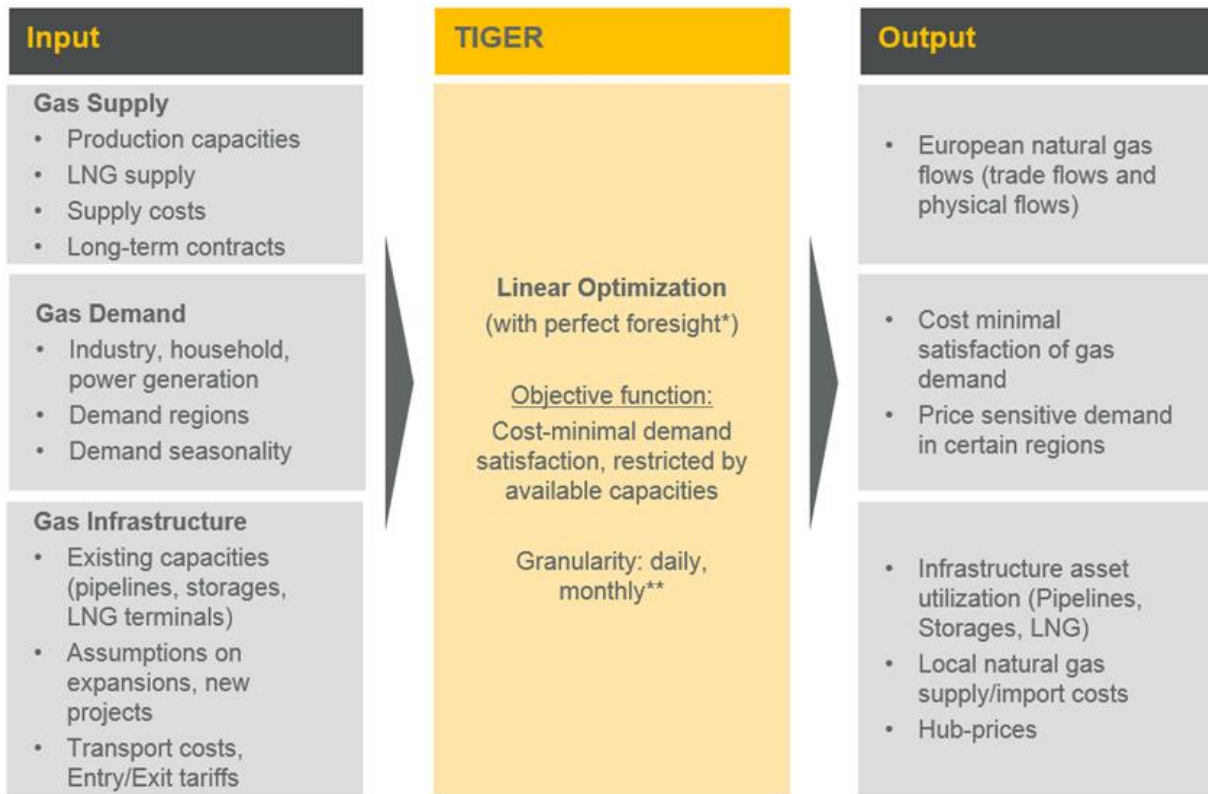 Input
Gas Supply
• Production capacities
• LNG supply
• Supply costs
• Long-term contracts
Gas Demand
• Industry, household,
power generation
• Demand regions
• Demand seasonality
Gas Infrastructure
• Existing capacities
(pipelines, storages,
LNG terminals)
• Assumptions on
expansions, new
projects
• Transport costs,
Entry/Exit tariffs
TIGER
Linear Optimization
(with perfect foresight*)
Objective function:
Cost-minimal demand
satisfaction, restricted by
available capacities
Granularity: daily,
monthly**
Output
• European natural gas
flows (trade flows and
physical flows)
• Cost minimal
satisfaction of gas
demand
• Price sensitive demand
in certain regions
• Infrastructure asset
utilization (Pipelines,
Storages, LNG)
• Local natural gas
supply/import costs
• Hub-prices